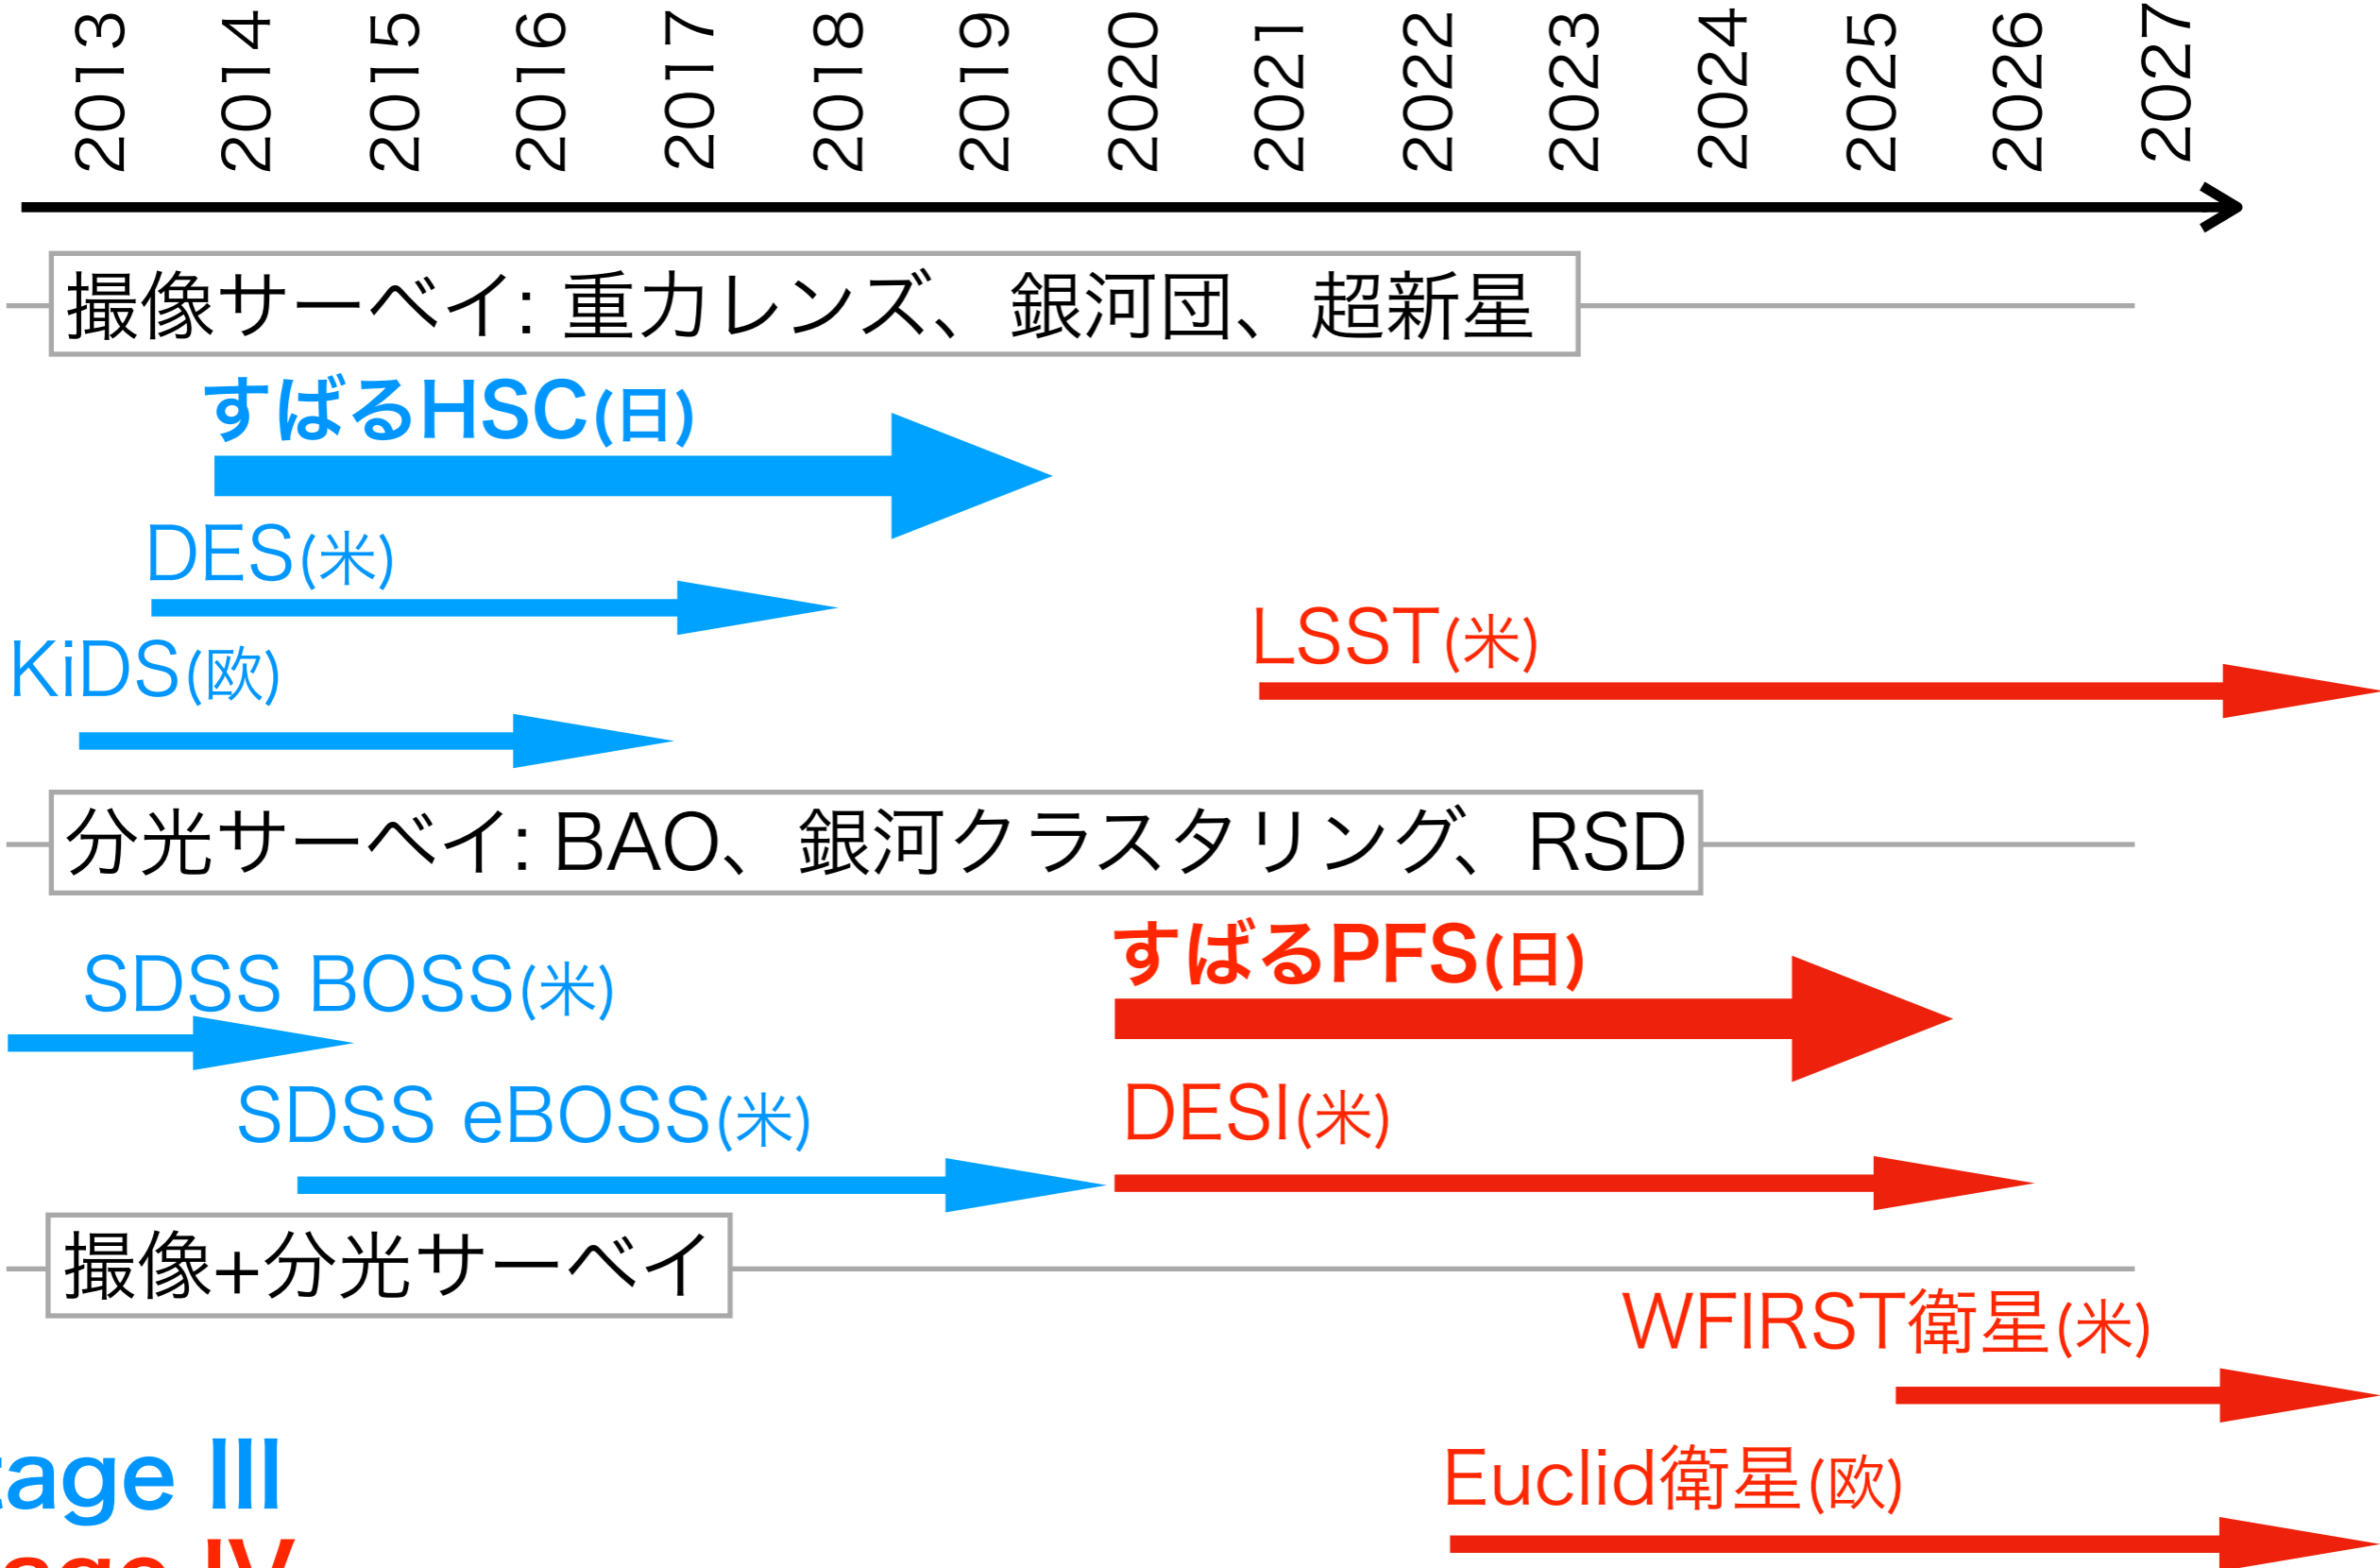 2013 2014 2015 2016 2017 2018 2019 2020 2021 2022 2023 2024 2025 2026 2027
撮像サーベイ: 重力レンズ、銀河団、超新星
すばるHSC(日)
DES(米)
LSST(米)
KiDS(欧)
分光サーベイ: BAO、銀河クラスタリング、RSD
すばるPFS(日)
SDSS BOSS(米)
SDSS eBOSS(米)
DESI(米)
撮像+分光サーベイ
WFIRST衛星(米)
Euclid衛星(欧)
tage III
age IV